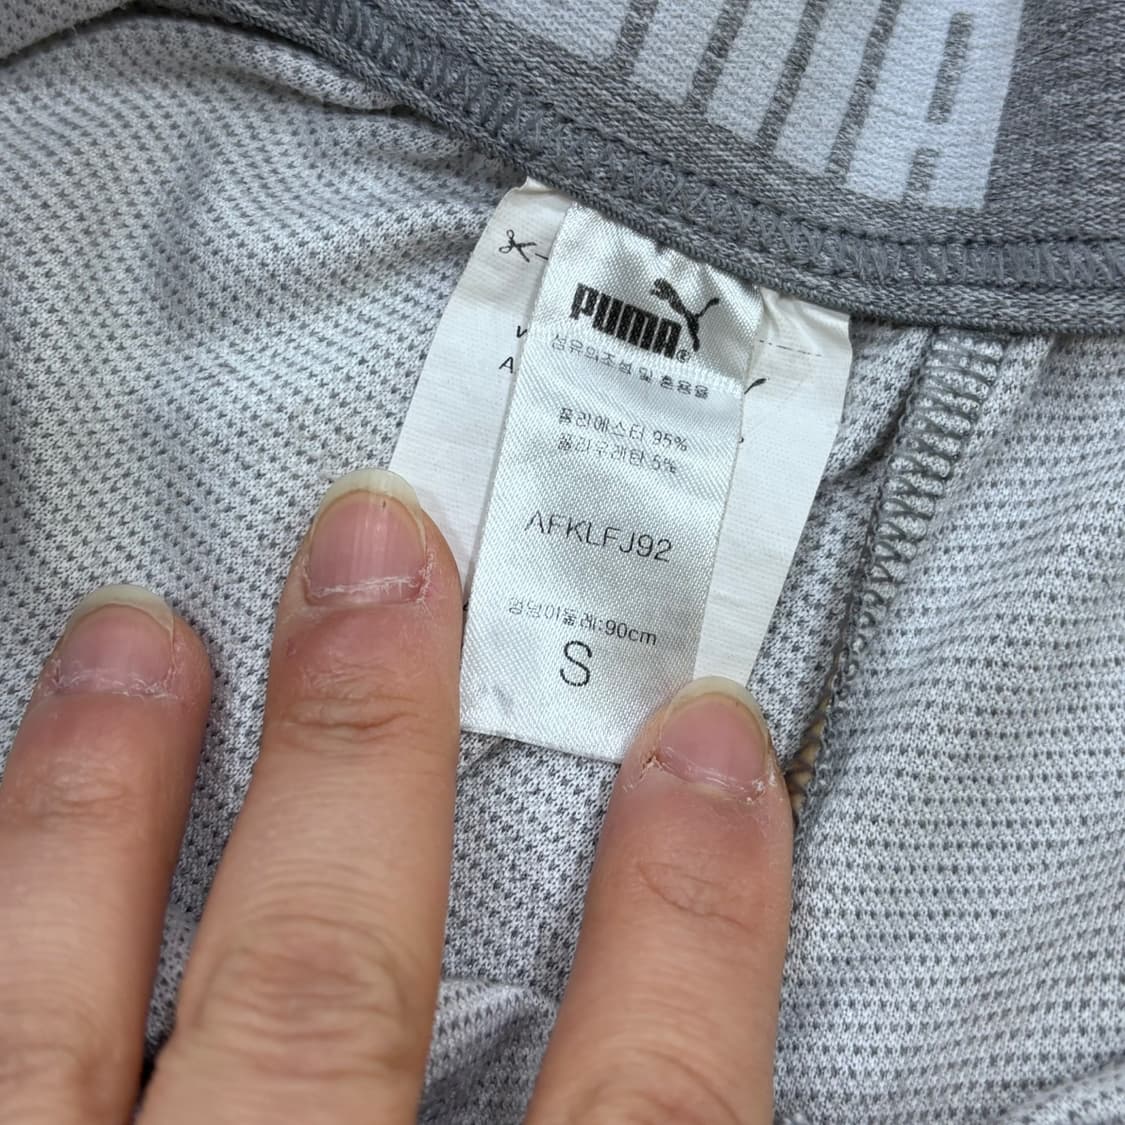 PUMA
섬유의조성 및 혼용율
폴리에스터 95%
폴리우레탄 5%
AFKLFJ92
엉덩이둘레:90cm
S